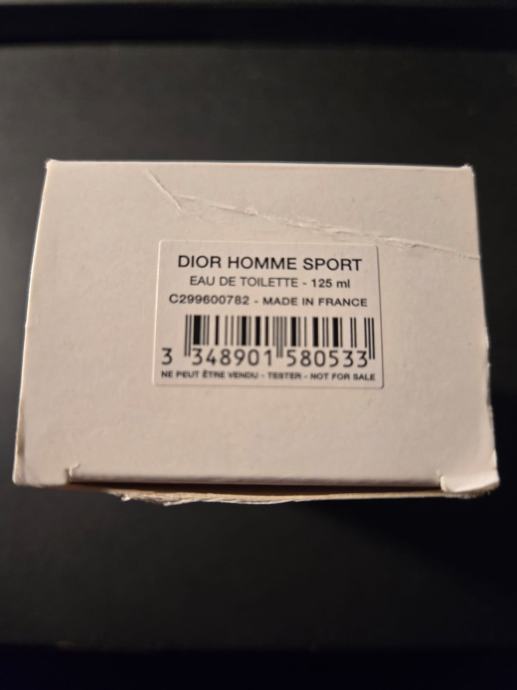 DIOR HOMME SPORT
EAU DE TOILETTE - 125 ml
C299600782 - MADE IN FRANCE
3 348901 580533
NE PEUT ÊTRE VENDU - TESTER - NOT FOR SALE